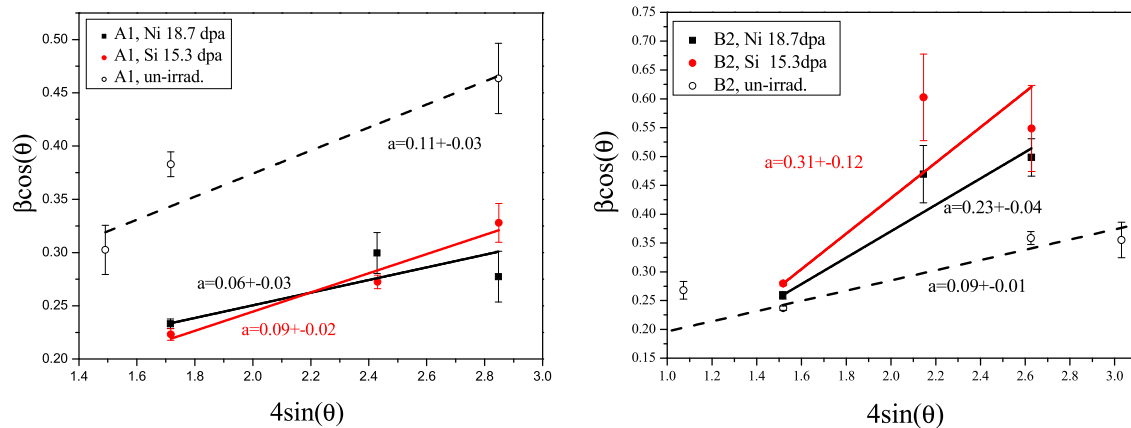 A1, Ni 18.7 dpa
A1, Si 15.3 dpa
A1, un-irrad.
0.50
0.45
0.40
0.35
0.30
0.25
0.20
βcos(θ)
a=0.11+-0.03
a=0.06+-0.03
a=0.09+-0.02
1.4 1.6 1.8 2.0 2.2 2.4 2.6 2.8 3.0
4sin(θ)
B2, Ni 18.7dpa
B2, Si 15.3dpa
B2, un-irrad.
0.75
0.70
0.65
0.60
0.55
0.50
0.45
0.40
0.35
0.30
0.25
0.20
0.15
βcos(θ)
a=0.31+-0.12
a=0.23+-0.04
a=0.09+-0.01
1.0 1.2 1.4 1.6 1.8 2.0 2.2 2.4 2.6 2.8 3.0
4sin(θ)